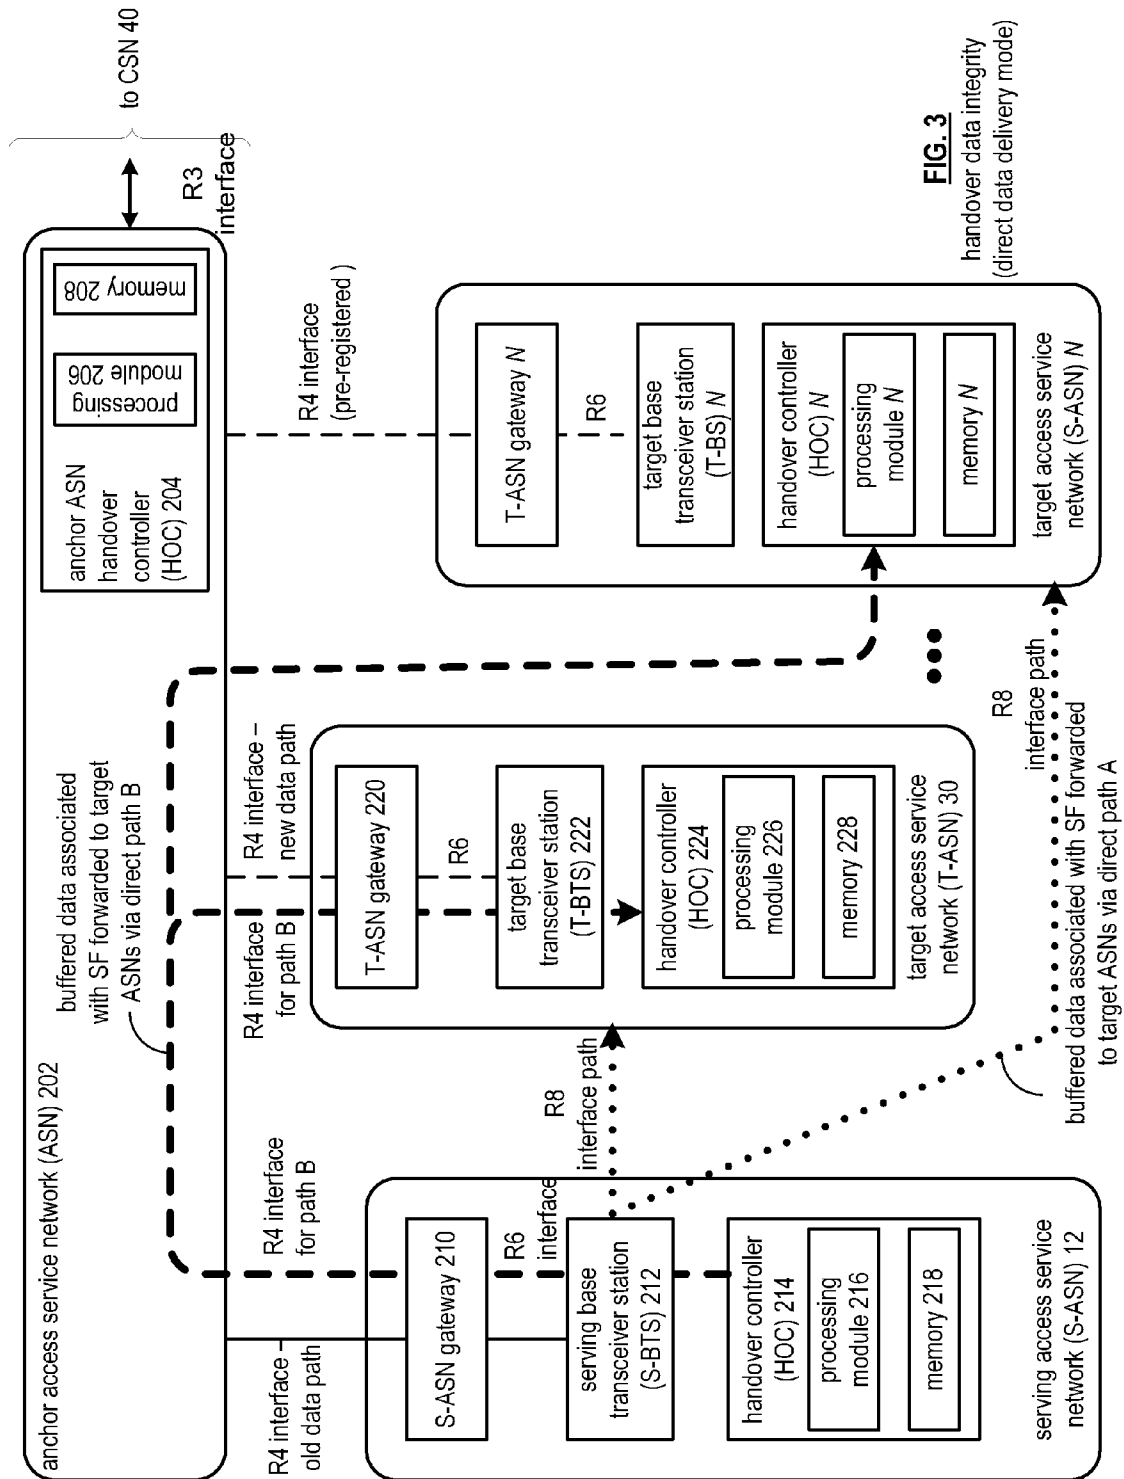 anchor access service network (ASN) 202
buffered data associated
with SF forwarded to target
ASNs via direct path B
anchor ASN
handover
controller
(HOC) 204
processing
module 206
memory 208
R3
interface
to CSN 40
R4 interface –
old data path
R4 interface
for path B
R4 interface
for path B
R4 interface –
new data path
R4 interface
(pre-registered )
S-ASN gateway 210
R6
interface
serving base
transceiver station
(S-BTS) 212
handover controller
(HOC) 214
processing
module 216
memory 218
serving access service
network (S-ASN) 12
R8
interface path
T-ASN gateway 220
R6
target base
transceiver station
(T-BTS) 222
handover controller
(HOC) 224
processing
module 226
memory 228
target access service
network (T-ASN) 30
R8
interface path
buffered data associated with SF forwarded
to target ASNs via direct path A
T-ASN gateway N
R6
target base
transceiver station
(T-BS) N
handover controller
(HOC) N
processing
module N
memory N
target access service
network (S-ASN) N
FIG. 3
handover data integrity
(direct data delivery mode)